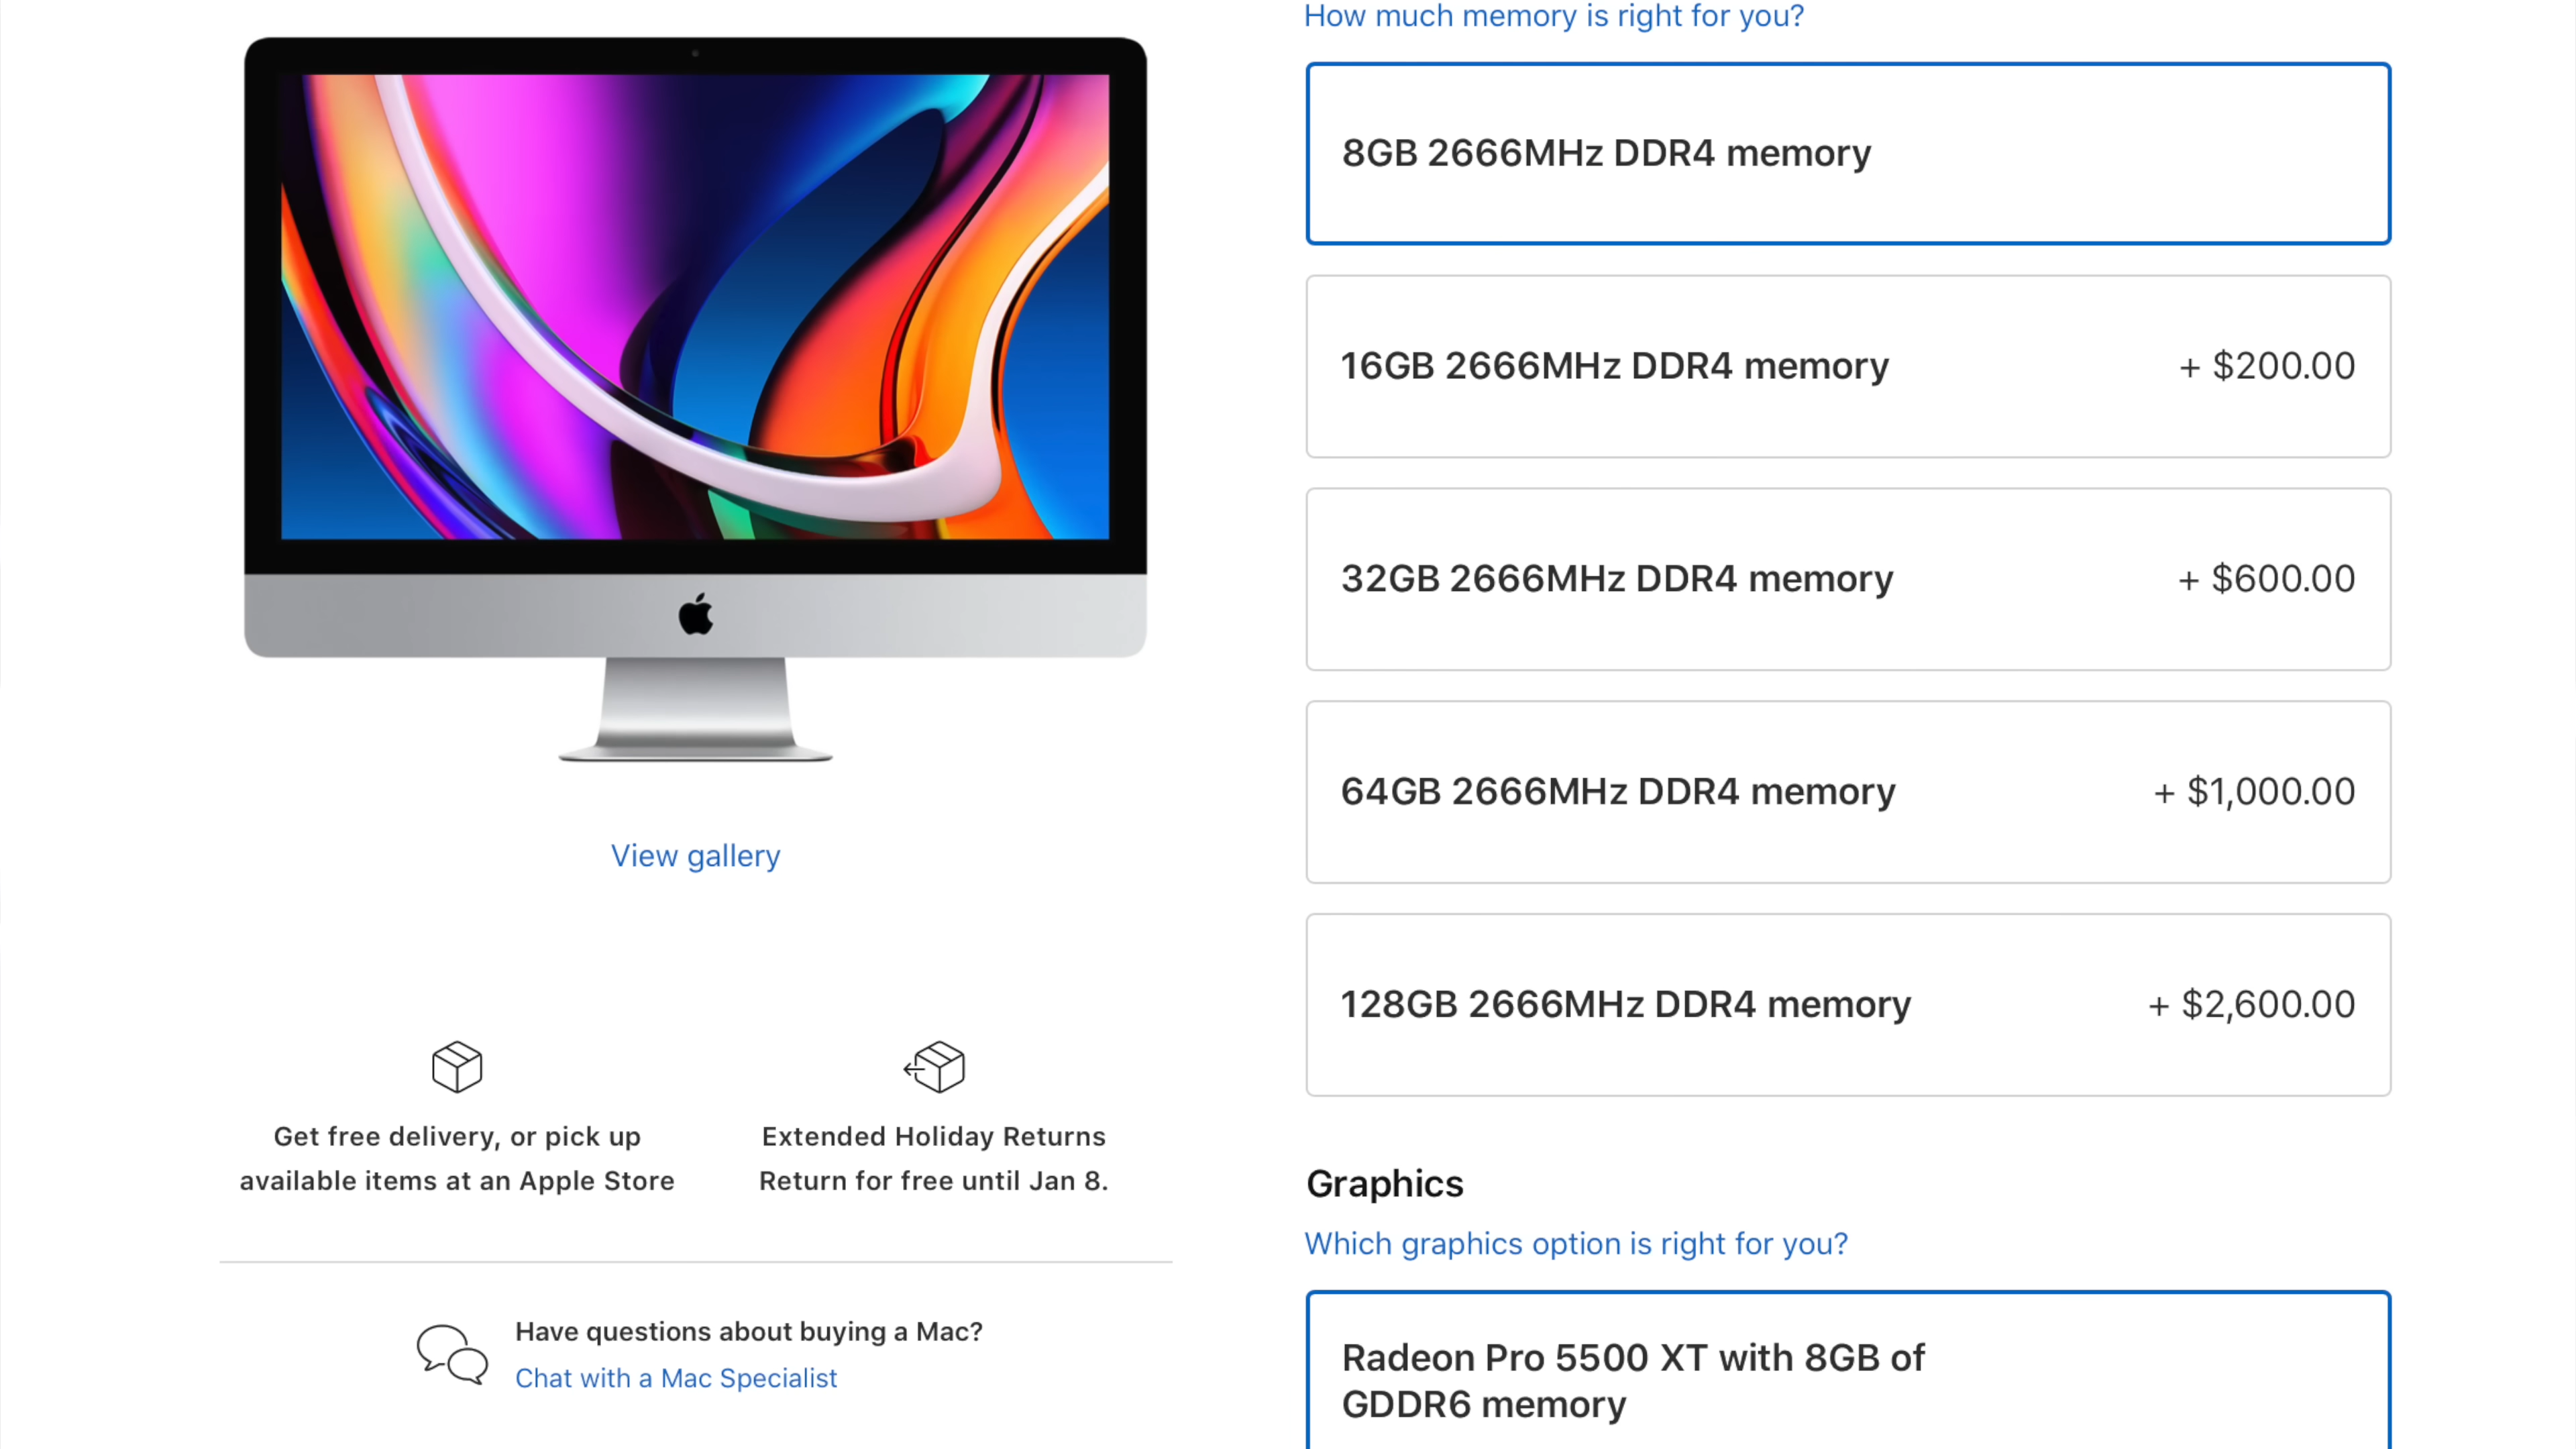 How much memory is right for you?
8GB 2666MHz DDR4 memory
16GB 2666MHz DDR4 memory + $200.00
32GB 2666MHz DDR4 memory + $600.00
64GB 2666MHz DDR4 memory + $1,000.00
128GB 2666MHz DDR4 memory + $2,600.00
Graphics
Which graphics option is right for you?
Radeon Pro 5500 XT with 8GB of
GDDR6 memory
View gallery
Get free delivery, or pick up
available items at an Apple Store
Extended Holiday Returns
Return for free until Jan 8.
Have questions about buying a Mac?
Chat with a Mac Specialist